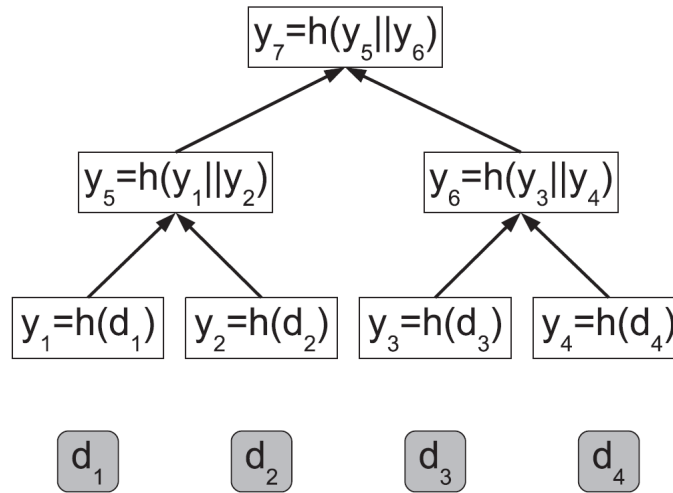 y₇=h(y₅||y₆)
y₅=h(y₁||y₂) y₆=h(y₃||y₄)
y₁=h(d₁) y₂=h(d₂) y₃=h(d₃) y₄=h(d₄)
d₁ d₂ d₃ d₄